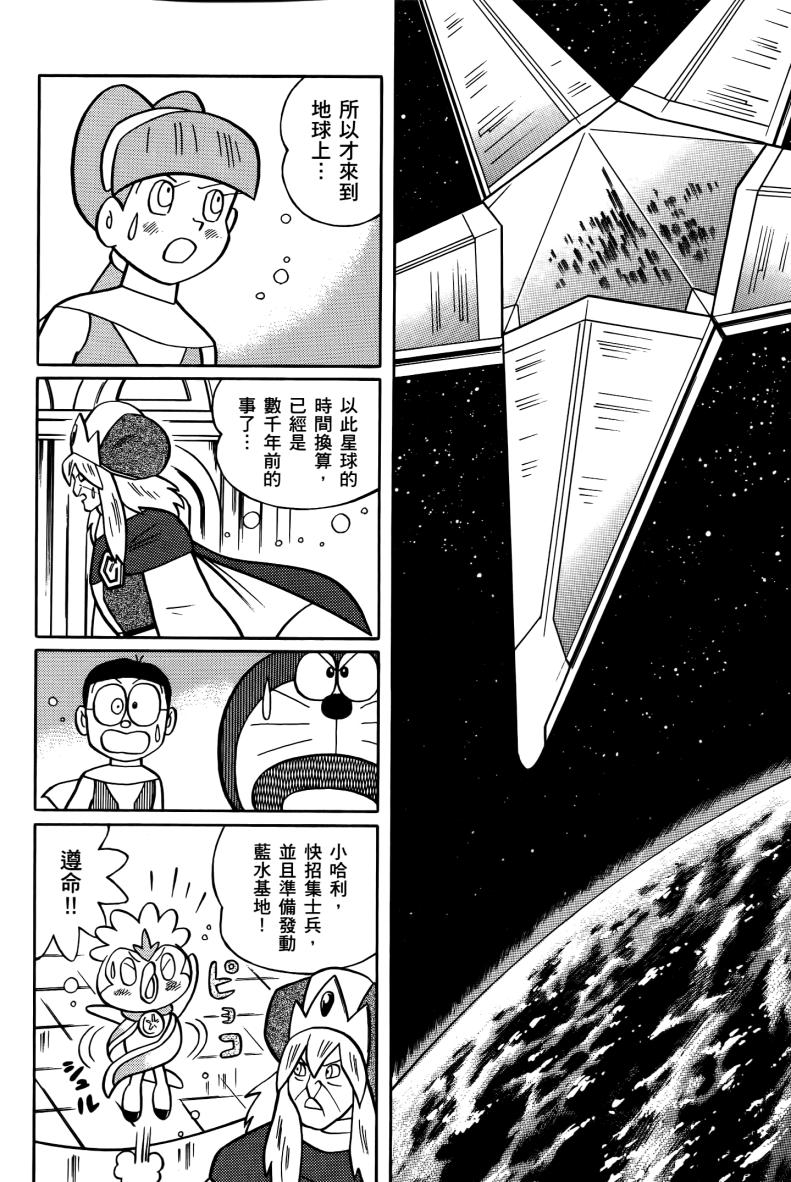 所以才來到
地球上…
以此星球的
時間換算，
已經是
數千年前的
事了…
小哈利，
快招集士兵，
並且準備發動
藍水基地！
遵命!!
ピョコ
シュル